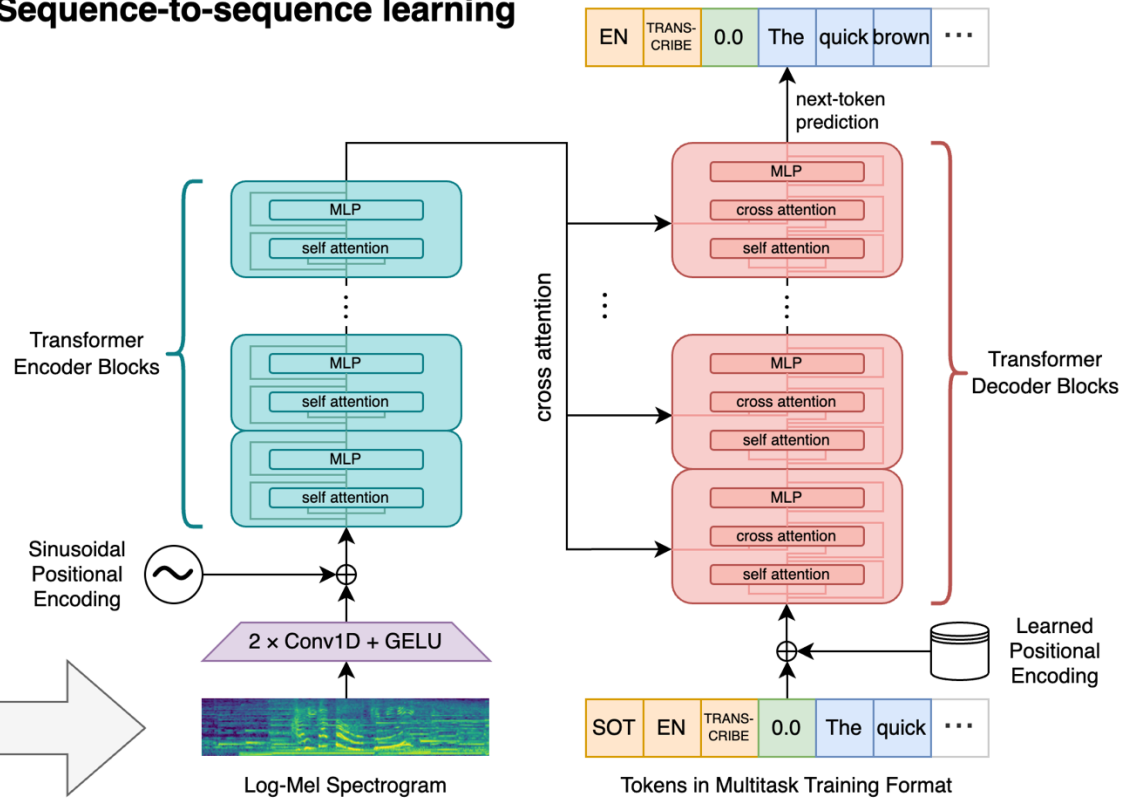 Sequence-to-sequence learning
EN TRANS-CRIBE 0.0 The quick brown ...
next-token
prediction
MLP
self attention
MLP
self attention
MLP
self attention
Transformer
Encoder Blocks
cross attention
MLP
cross attention
self attention
MLP
cross attention
self attention
MLP
cross attention
self attention
Transformer
Decoder Blocks
Sinusoidal
Positional
Encoding
2 × Conv1D + GELU
Learned
Positional
Encoding
SOT EN TRANS-CRIBE 0.0 The quick ...
Log-Mel Spectrogram
Tokens in Multitask Training Format